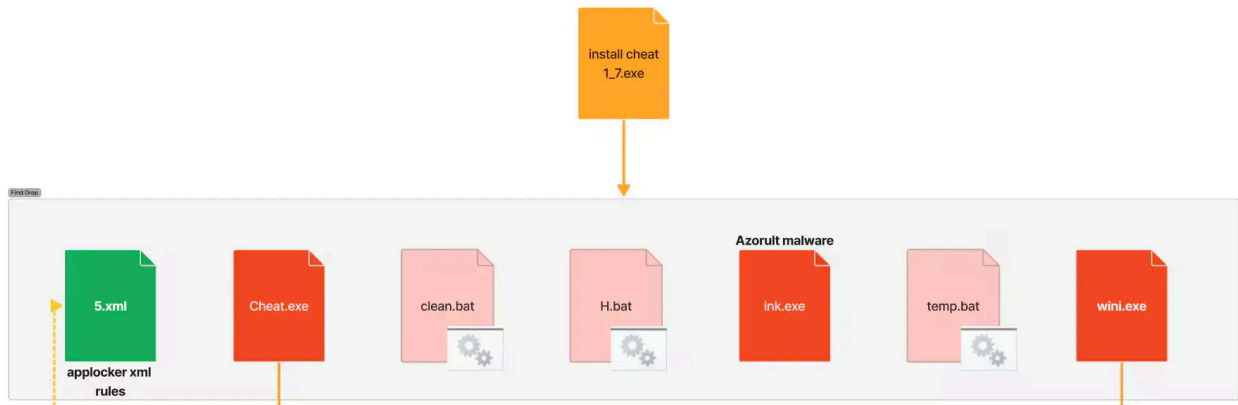 install cheat
1_7.exe
First Drop
Azorult malware
5.xml
Cheat.exe
clean.bat
H.bat
ink.exe
temp.bat
wini.exe
applocker xml
rules